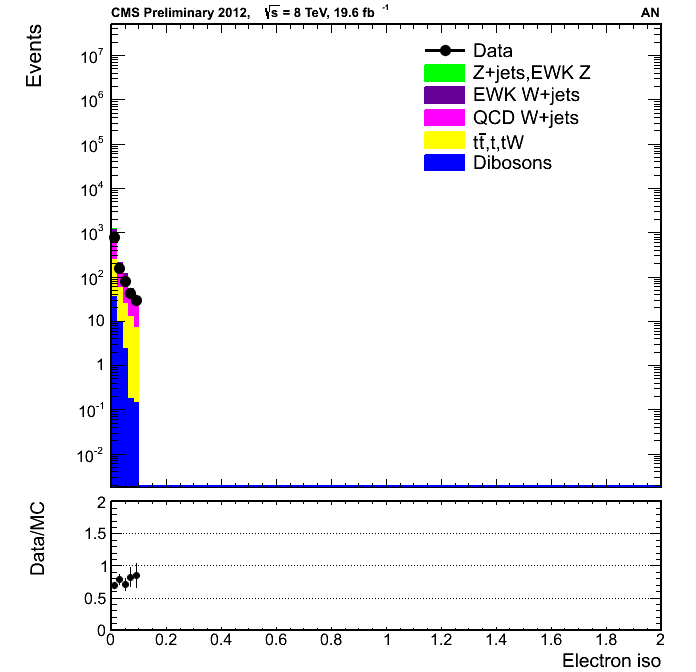 CMS Preliminary 2012, √s = 8 TeV, 19.6 fb⁻¹ AN
Events
10⁷
10⁶
10⁵
10⁴
10³
10²
10
1
10⁻¹
10⁻²
Data
Z+jets,EWK Z
EWK W+jets
QCD W+jets
tt̅,t,tW
Dibosons
Data/MC
2
1.5
1
0.5
0
0 0.2 0.4 0.6 0.8 1 1.2 1.4 1.6 1.8 2
Electron iso